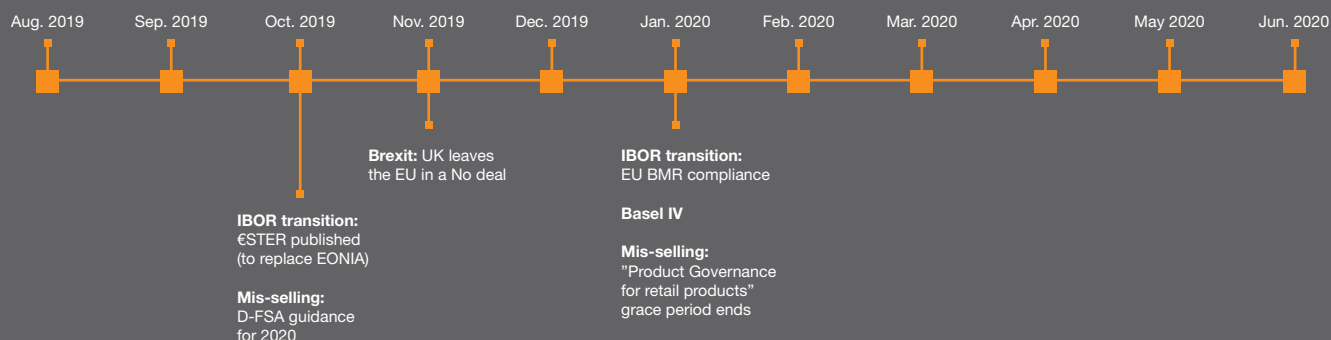 Aug. 2019 Sep. 2019 Oct. 2019 Nov. 2019 Dec. 2019 Jan. 2020 Feb. 2020 Mar. 2020 Apr. 2020 May 2020 Jun. 2020
IBOR transition:
€STER published
(to replace EONIA)
Mis-selling:
D-FSA guidance
for 2020
Brexit: UK leaves
the EU in a No deal
IBOR transition:
EU BMR compliance
Basel IV
Mis-selling:
”Product Governance
for retail products”
grace period ends